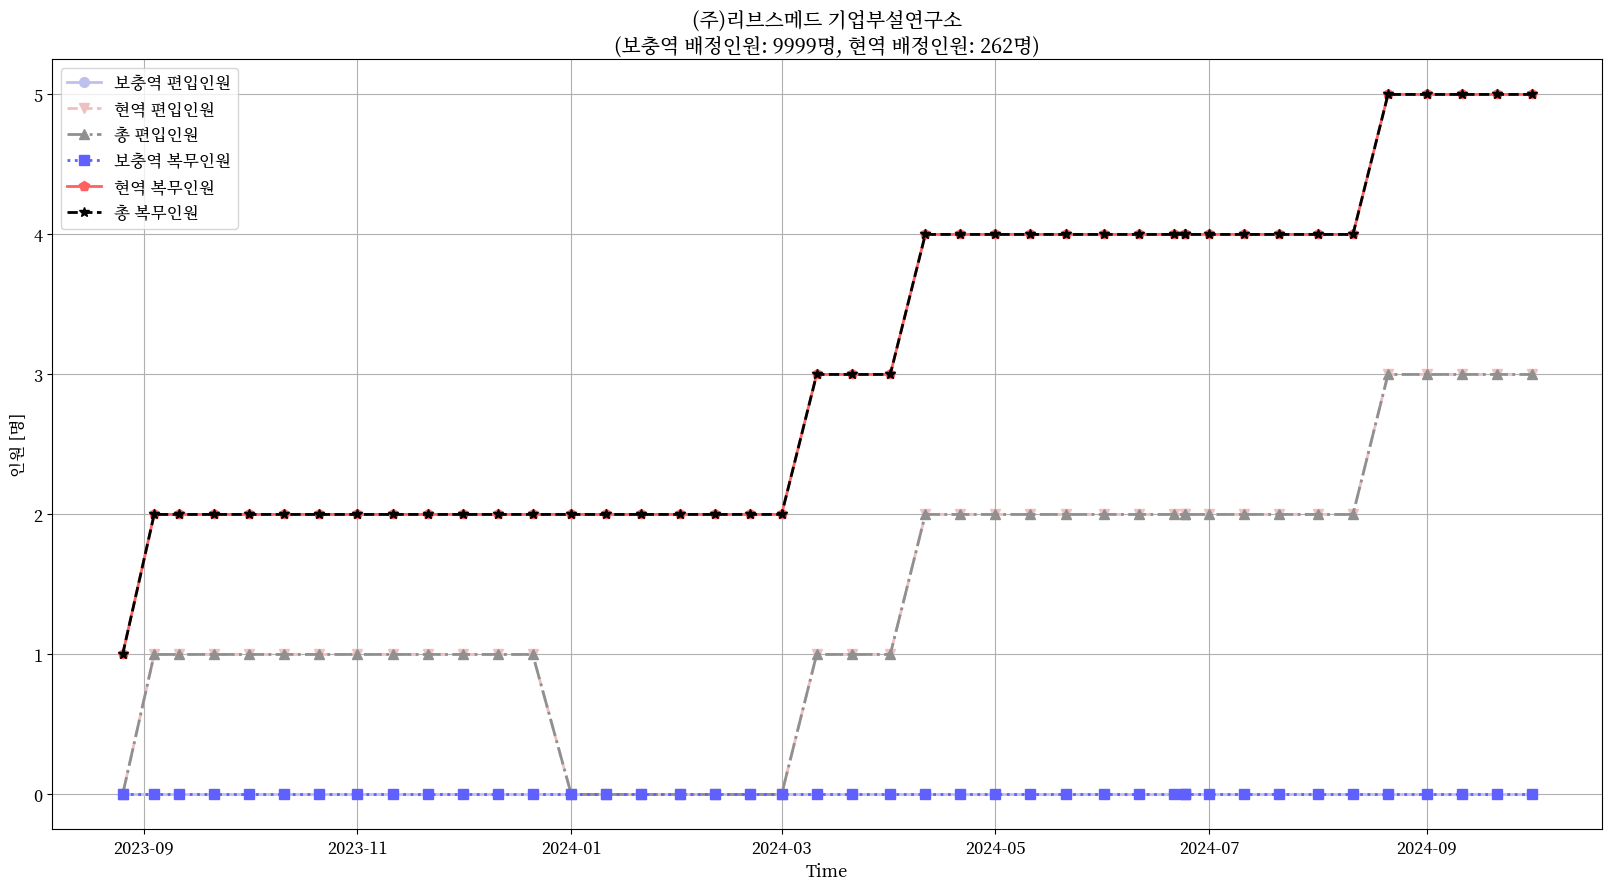 (주)리브스메드 기업부설연구소
(보충역 배정인원: 9999명, 현역 배정인원: 262명)
보충역 편입인원
현역 편입인원
총 편입인원
보충역 복무인원
현역 복무인원
총 복무인원
인원 [명]
5
4
3
2
1
0
2023-09 2023-11 2024-01 2024-03 2024-05 2024-07 2024-09
Time